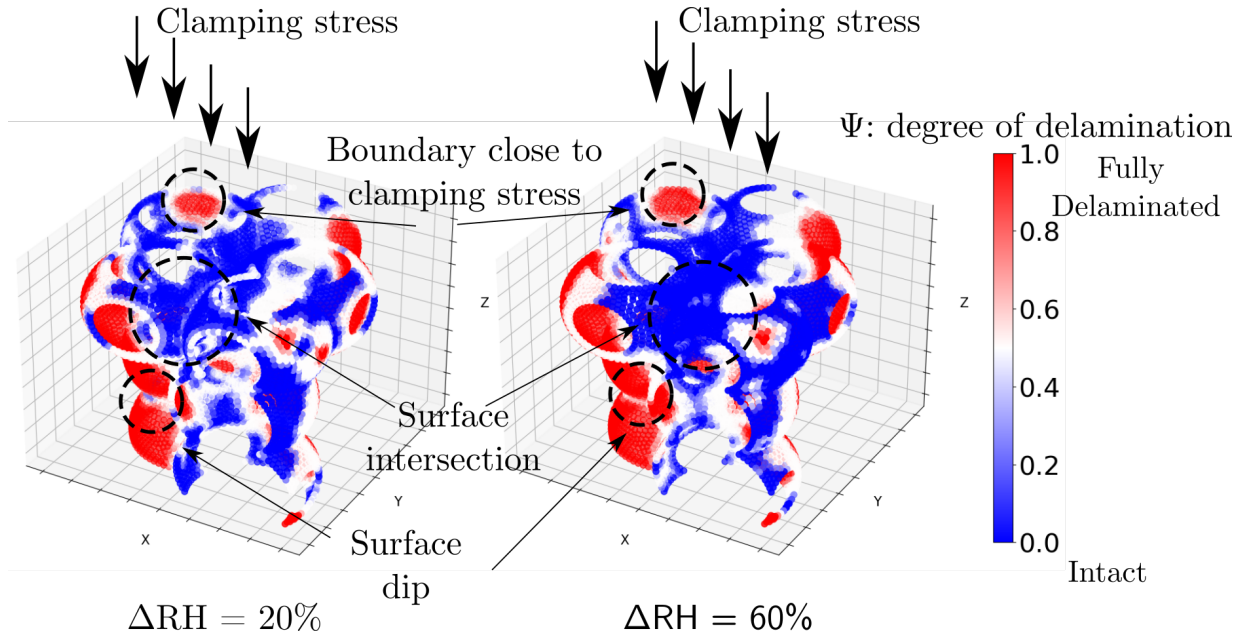 Clamping stress
Clamping stress
Ψ: degree of delamination
Boundary close to
clamping stress
Fully
Delaminated
1.0
0.8
0.6
0.4
0.2
0.0
Intact
Z
Y
X
Z
Y
X
Surface
intersection
Surface
dip
ΔRH = 20%
ΔRH = 60%